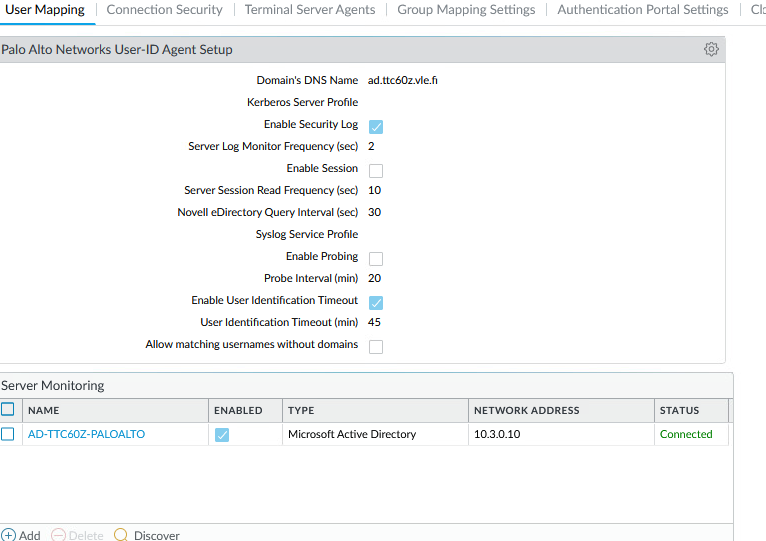 User Mapping Connection Security Terminal Server Agents Group Mapping Settings Authentication Portal Settings
Palo Alto Networks User-ID Agent Setup
Domain's DNS Name ad.ttc60z.vle.fi
Kerberos Server Profile
Enable Security Log
Server Log Monitor Frequency (sec) 2
Enable Session
Server Session Read Frequency (sec) 10
Novell eDirectory Query Interval (sec) 30
Syslog Service Profile
Enable Probing
Probe Interval (min) 20
Enable User Identification Timeout
User Identification Timeout (min) 45
Allow matching usernames without domains
Server Monitoring
NAME ENABLED TYPE NETWORK ADDRESS STATUS
AD-TTC60Z-PALOALTO Microsoft Active Directory 10.3.0.10 Connected
Add Delete Discover